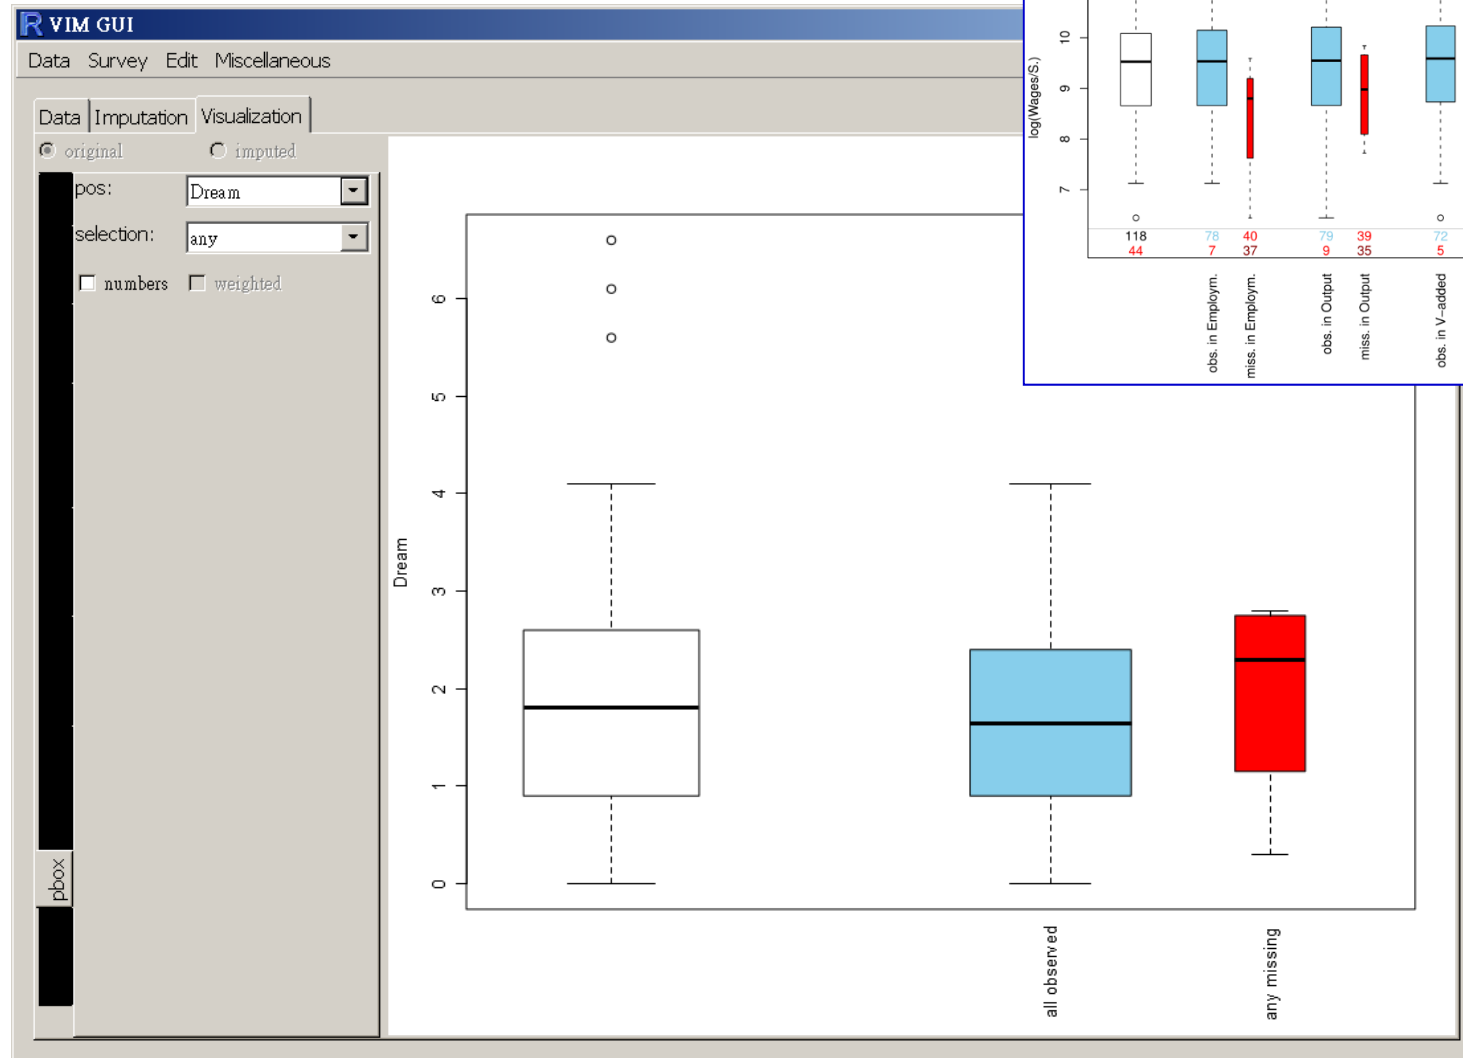 VIM GUI
Data Survey Edit Miscellaneous
Data Imputation Visualization
original imputed
pos: Dream
selection: any
numbers weighted
pbox
Dream
6
5
4
3
2
1
0
all observed
any missing
log(Wages/S.)
10
9
8
7
118 78 40 79 39 72
44 7 37 9 35 5
obs. in Employm.
miss. in Employm.
obs. in Output
miss. in Output
obs. in V-added